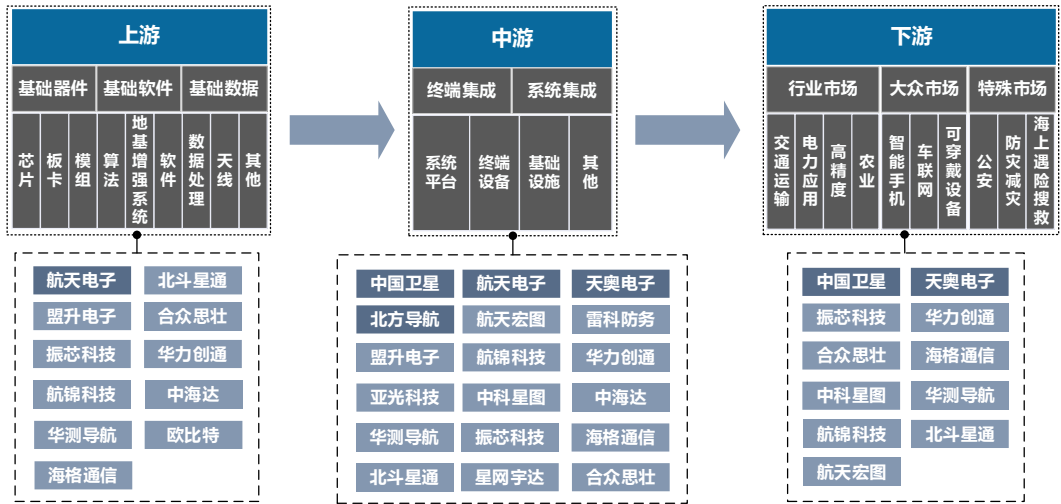 上游
基础器件 基础软件 基础数据
芯片 板卡 模组 算法 地基增强系统 软件 数据处理 天线 其他
航天电子 北斗星通
盟升电子 合众思壮
振芯科技 华力创通
航锦科技 中海达
华测导航 欧比特
海格通信
中游
终端集成 系统集成
系统平台 终端设备 基础设施 其他
中国卫星 航天电子 天奥电子
北方导航 航天宏图 雷科防务
盟升电子 航锦科技 华力创通
亚光科技 中科星图 中海达
华测导航 振芯科技 海格通信
北斗星通 星网宇达 合众思壮
下游
行业市场 大众市场 特殊市场
交通运输 电力应用 高精度 农业 智能手机 车联网 可穿戴设备 公安 防灾减灾 海上遇险搜救
中国卫星 天奥电子
振芯科技 华力创通
合众思壮 海格通信
中科星图 华测导航
航锦科技 北斗星通
航天宏图